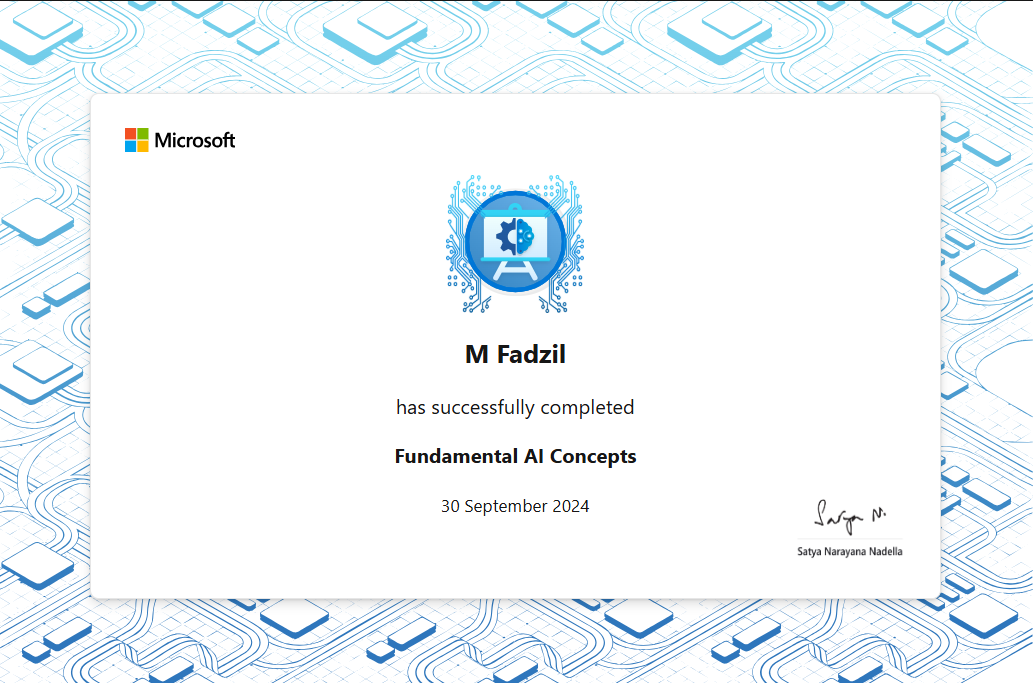 Microsoft
M Fadzil
has successfully completed
Fundamental AI Concepts
30 September 2024
Satya N.
Satya Narayana Nadella